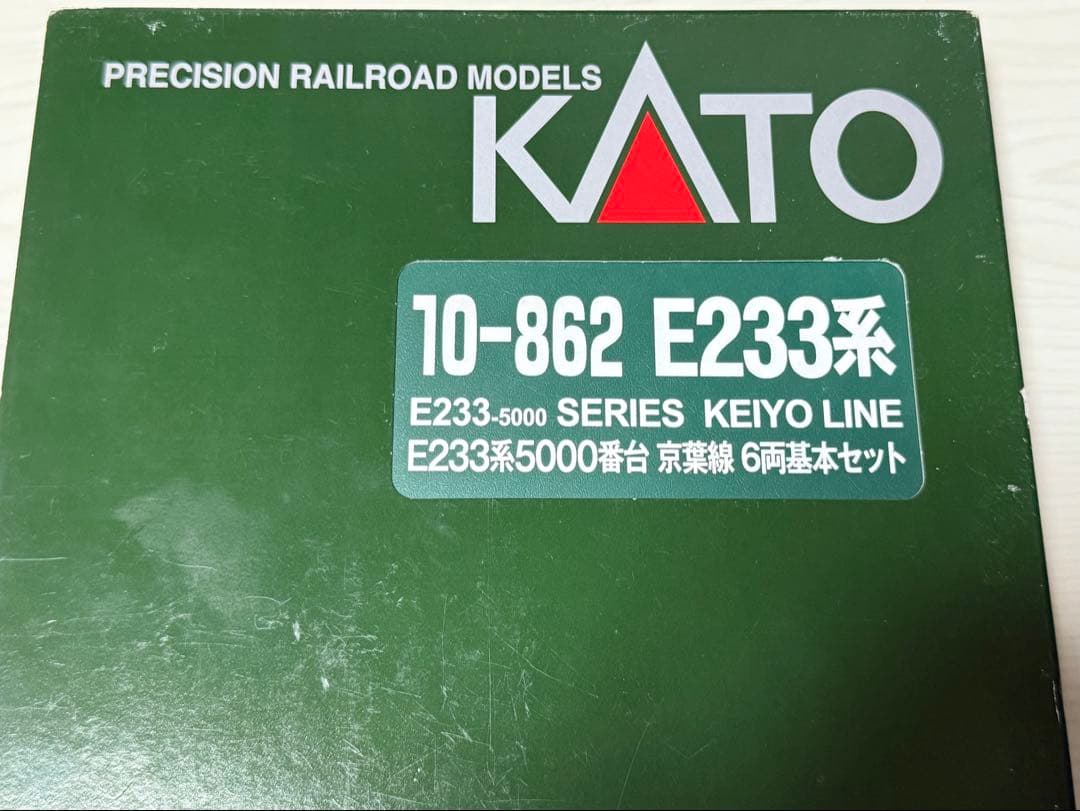 PRECISION RAILROAD MODELS
KATO
10-862 E233系
E233-5000 SERIES KEIYO LINE
E233系5000番台 京葉線 6両基本セット